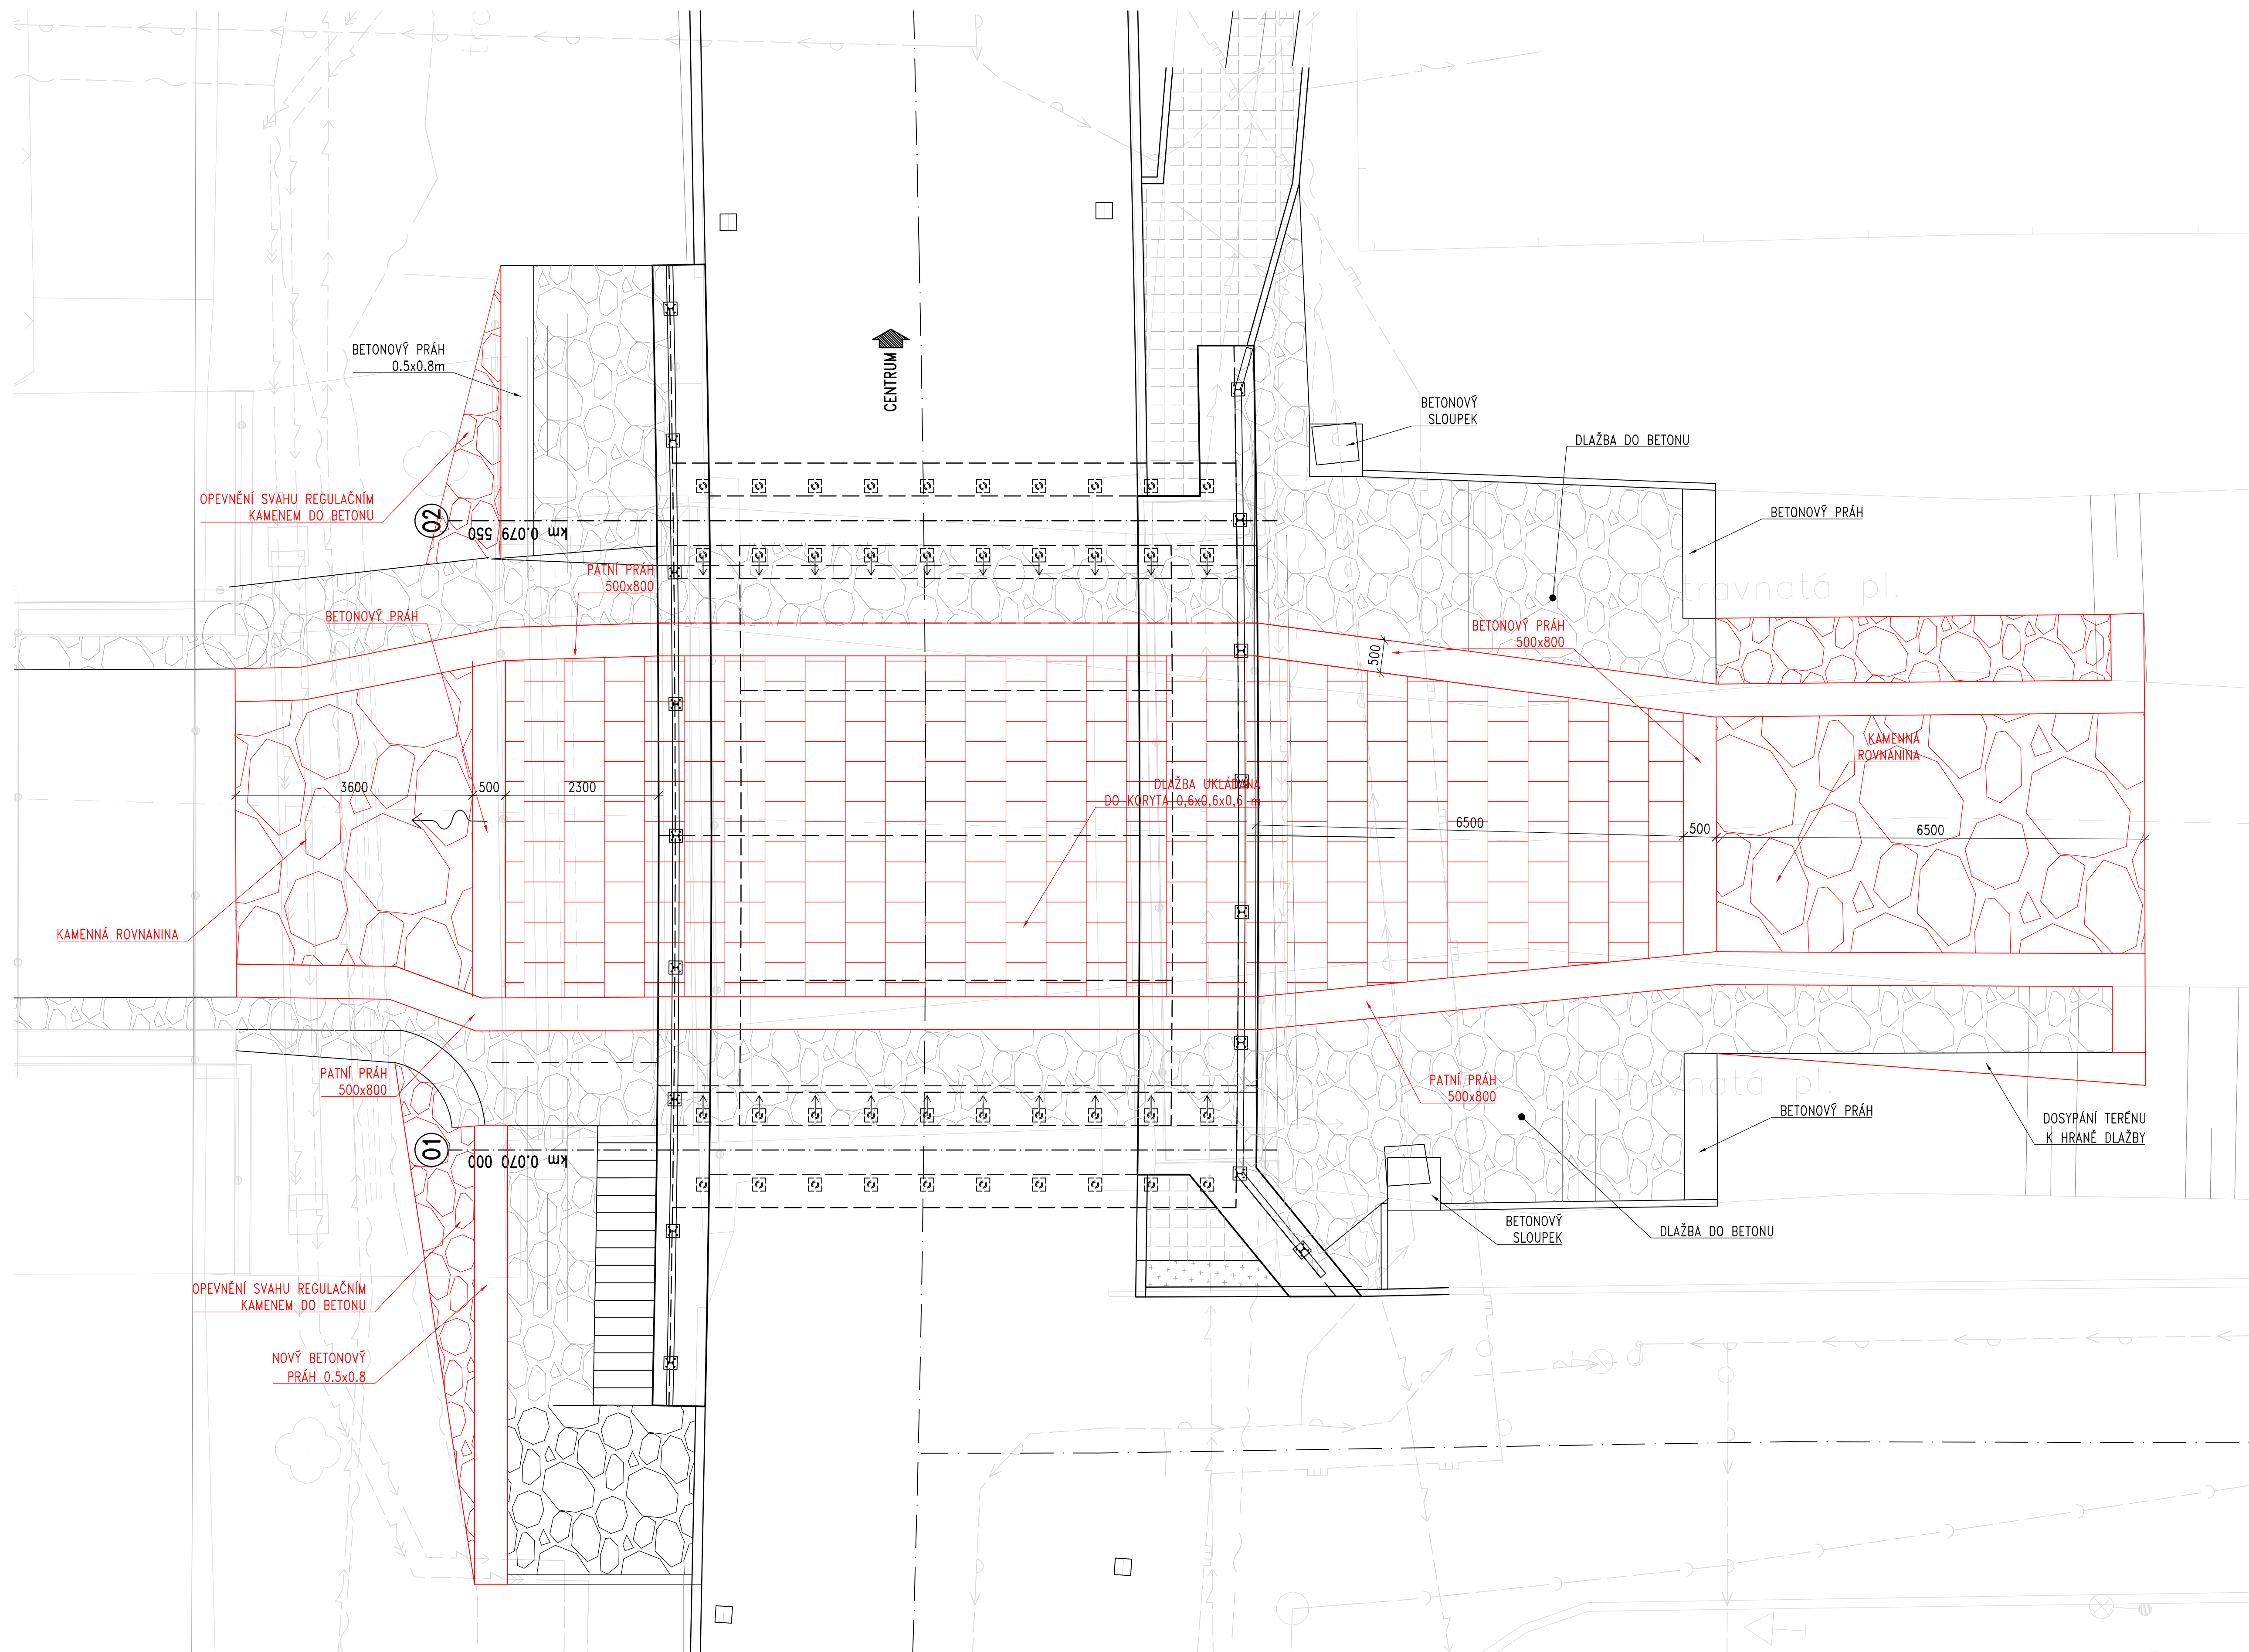 BETONOVÝ PRÁH
0.5x0.8m
CENTRUM
BETONOVÝ
SLOUPEK
DLAŽBA DO BETONU
OPEVNĚNÍ SVAHU REGULAČNÍM
KAMENEM DO BETONU
02
km 0.079 550
BETONOVÝ PRÁH
PATNÍ PRÁH
500x800
travnatá pl.
BETONOVÝ PRÁH
BETONOVÝ PRÁH
500x800
500
KAMENNÁ
ROVNANINA
3600
500
2300
DLAŽBA UKLÁDANÁ
DO KORYTA 0,6x0,6x0,6 m
6500
500
6500
KAMENNÁ ROVNANINA
PATNÍ PRÁH
500x800
PATNÍ PRÁH
500x800
travnatá pl.
BETONOVÝ PRÁH
DOSYPÁNÍ TERÉNU
K HRANĚ DLAŽBY
01
km 0.070 000
BETONOVÝ
SLOUPEK
DLAŽBA DO BETONU
OPEVNĚNÍ SVAHU REGULAČNÍM
KAMENEM DO BETONU
NOVÝ BETONOVÝ
PRÁH 0.5x0.8